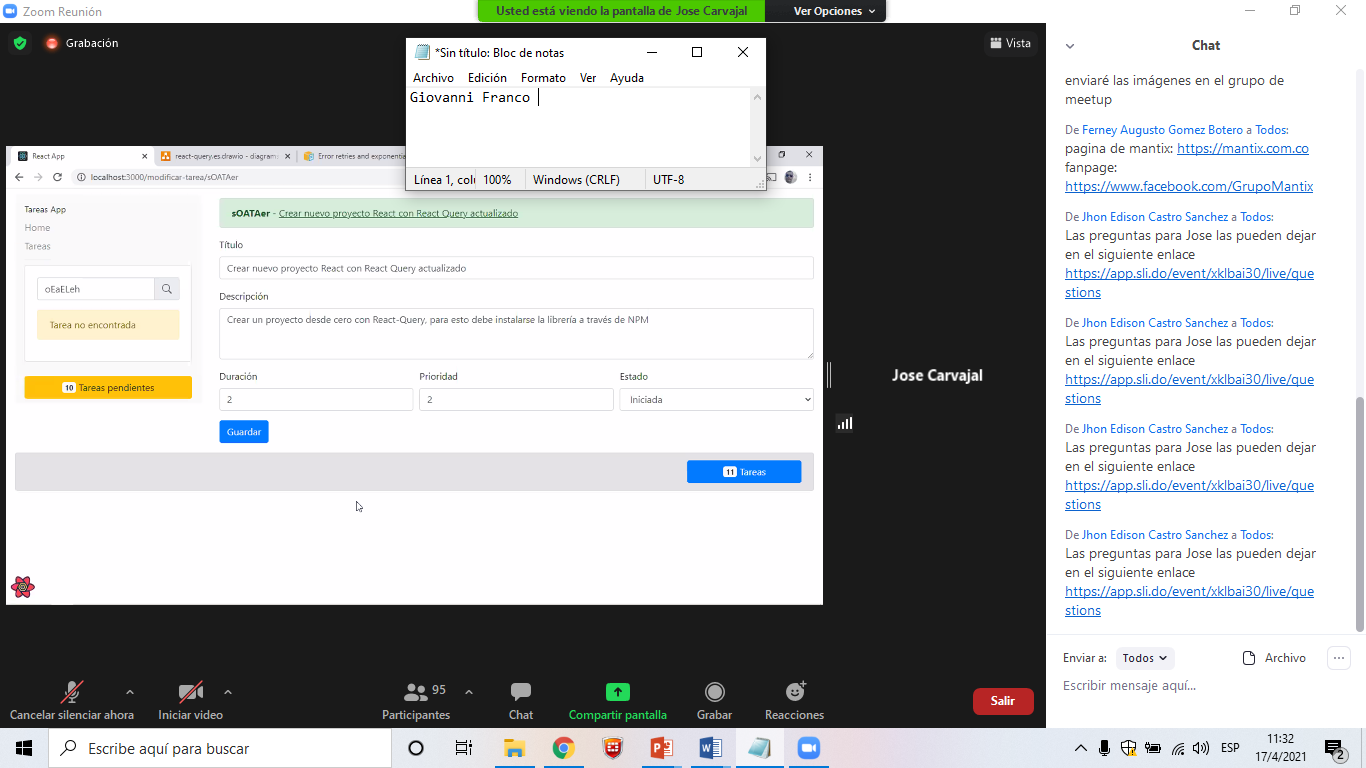 Zoom Reunión
Usted está viendo la pantalla de Jose Carvajal
Ver Opciones
Grabación
Vista
*Sin título: Bloc de notas
Archivo Edición Formato Ver Ayuda
Giovanni Franco
Línea 1, colu 100% Windows (CRLF) UTF-8
React App
react-query.es.drawio - diagram
Error retries and exponentia
localhost:3000/modificar-tarea/sOATAer
Tareas App
Home
Tareas
oEaELeh
Tarea no encontrada
10 Tareas pendientes
sOATAer - Crear nuevo proyecto React con React Query actualizado
Título
Crear nuevo proyecto React con React Query actualizado
Descripción
Crear un proyecto desde cero con React-Query, para esto debe instalarse la librería a través de NPM
Duración Prioridad Estado
2 2 Iniciada
Guardar
11 Tareas
Jose Carvajal
Chat
enviaré las imágenes en el grupo de
meetup
De Ferney Augusto Gomez Botero a Todos:
pagina de mantix: https://mantix.com.co
fanpage:
https://www.facebook.com/GrupoMantix
De Jhon Edison Castro Sanchez a Todos:
Las preguntas para Jose las pueden dejar
en el siguiente enlace
https://app.sli.do/event/xklbai30/live/que
stions
De Jhon Edison Castro Sanchez a Todos:
Las preguntas para Jose las pueden dejar
en el siguiente enlace
https://app.sli.do/event/xklbai30/live/que
stions
De Jhon Edison Castro Sanchez a Todos:
Las preguntas para Jose las pueden dejar
en el siguiente enlace
https://app.sli.do/event/xklbai30/live/que
stions
De Jhon Edison Castro Sanchez a Todos:
Las preguntas para Jose las pueden dejar
en el siguiente enlace
https://app.sli.do/event/xklbai30/live/que
stions
Enviar a: Todos Archivo
Escribir mensaje aquí...
Cancelar silenciar ahora
Iniciar video
95
Participantes
Chat
Compartir pantalla
Grabar
Reacciones
Salir
Escribe aquí para buscar
ESP
11:32
17/4/2021
2